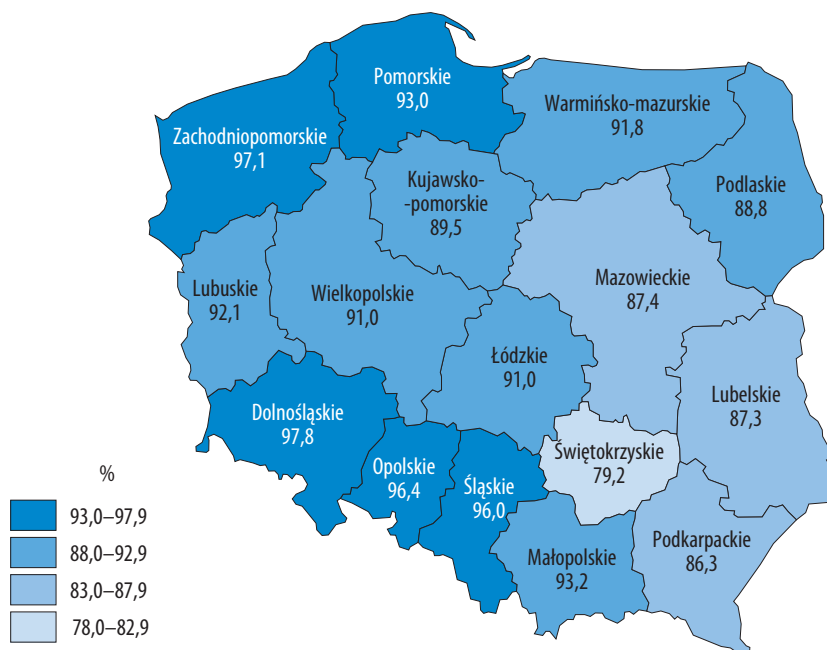 Pomorskie
93,0
Warmińsko-mazurskie
91,8
Zachodniopomorskie
97,1
Kujawsko-
-pomorskie
89,5
Podlaskie
88,8
Lubuskie
92,1
Wielkopolskie
91,0
Mazowieckie
87,4
Łódzkie
91,0
Lubelskie
87,3
Dolnośląskie
97,8
Opolskie
96,4
Śląskie
96,0
Świętokrzyskie
79,2
Małopolskie
93,2
Podkarpackie
86,3
%
93,0–97,9
88,0–92,9
83,0–87,9
78,0–82,9